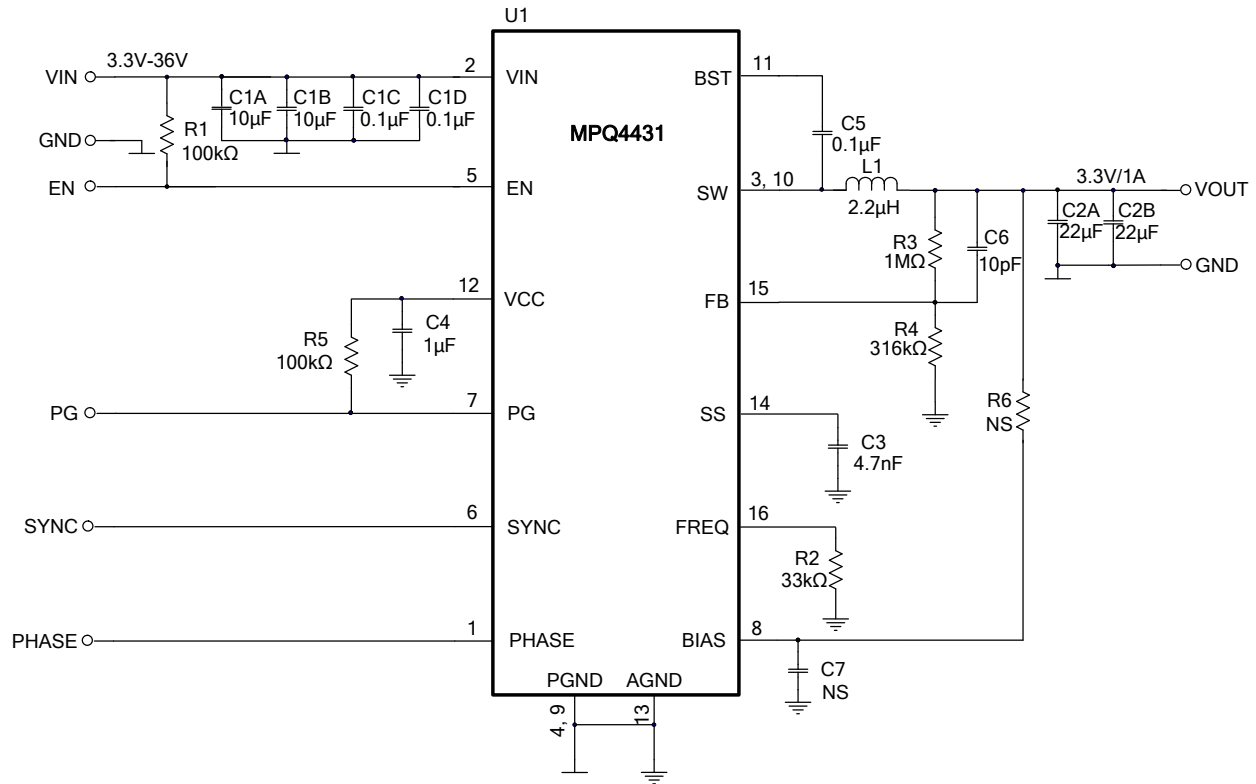 U1
3.3V-36V
VIN
2
VIN
BST
11
C1A
10µF
C1B
10µF
C1C
0.1µF
C1D
0.1µF
MPQ4431
R1
100kΩ
GND
C5
0.1µF
EN
5
EN
SW
3, 10
L1
2.2µH
3.3V/1A
VOUT
C2A
22µF
C2B
22µF
R3
1MΩ
C6
10pF
GND
12
VCC
FB
15
C4
1µF
R5
100kΩ
R4
316kΩ
PG
7
PG
SS
14
R6
NS
C3
4.7nF
SYNC
6
SYNC
FREQ
16
R2
33kΩ
PHASE
1
PHASE
BIAS
8
C7
NS
PGND
AGND
4, 9
13